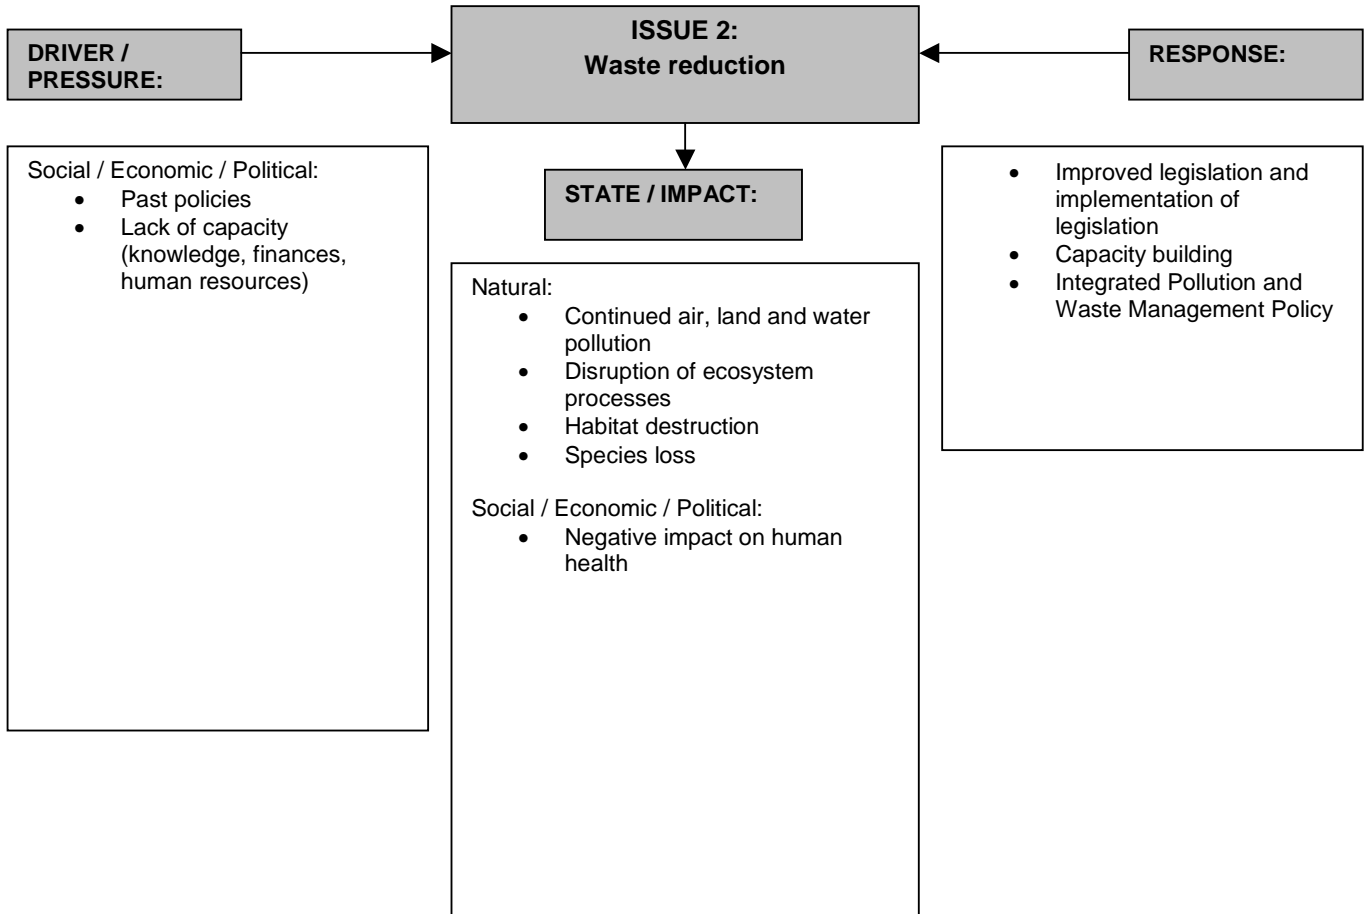 ISSUE 2:
Waste reduction
DRIVER /
PRESSURE:
RESPONSE:
Social / Economic / Political:
• Past policies
• Lack of capacity
(knowledge, finances,
human resources)
STATE / IMPACT:
Natural:
• Continued air, land and water
pollution
• Disruption of ecosystem
processes
• Habitat destruction
• Species loss
Social / Economic / Political:
• Negative impact on human
health
• Improved legislation and
implementation of
legislation
• Capacity building
• Integrated Pollution and
Waste Management Policy